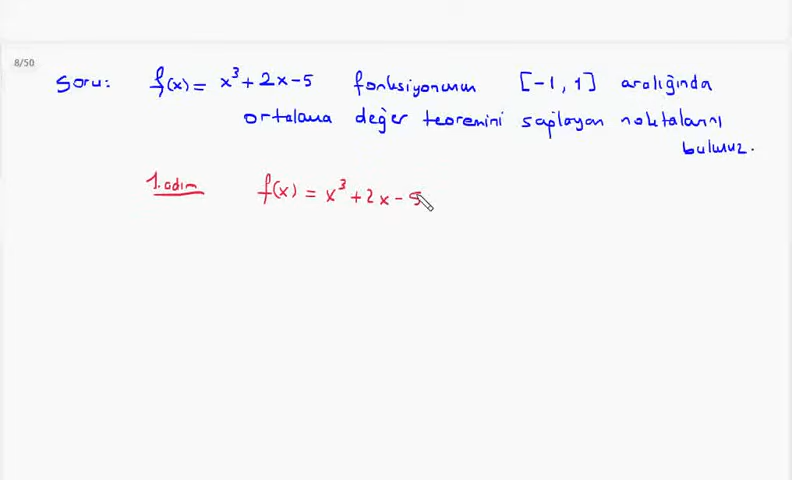 8/50
Soru: f(x) = x³ + 2x - 5 fonksiyonunun [-1, 1] aralığında
ortalama değer teoremini sağlayan noktalarını
bulunuz.
1. adım f(x) = x³ + 2x - 5